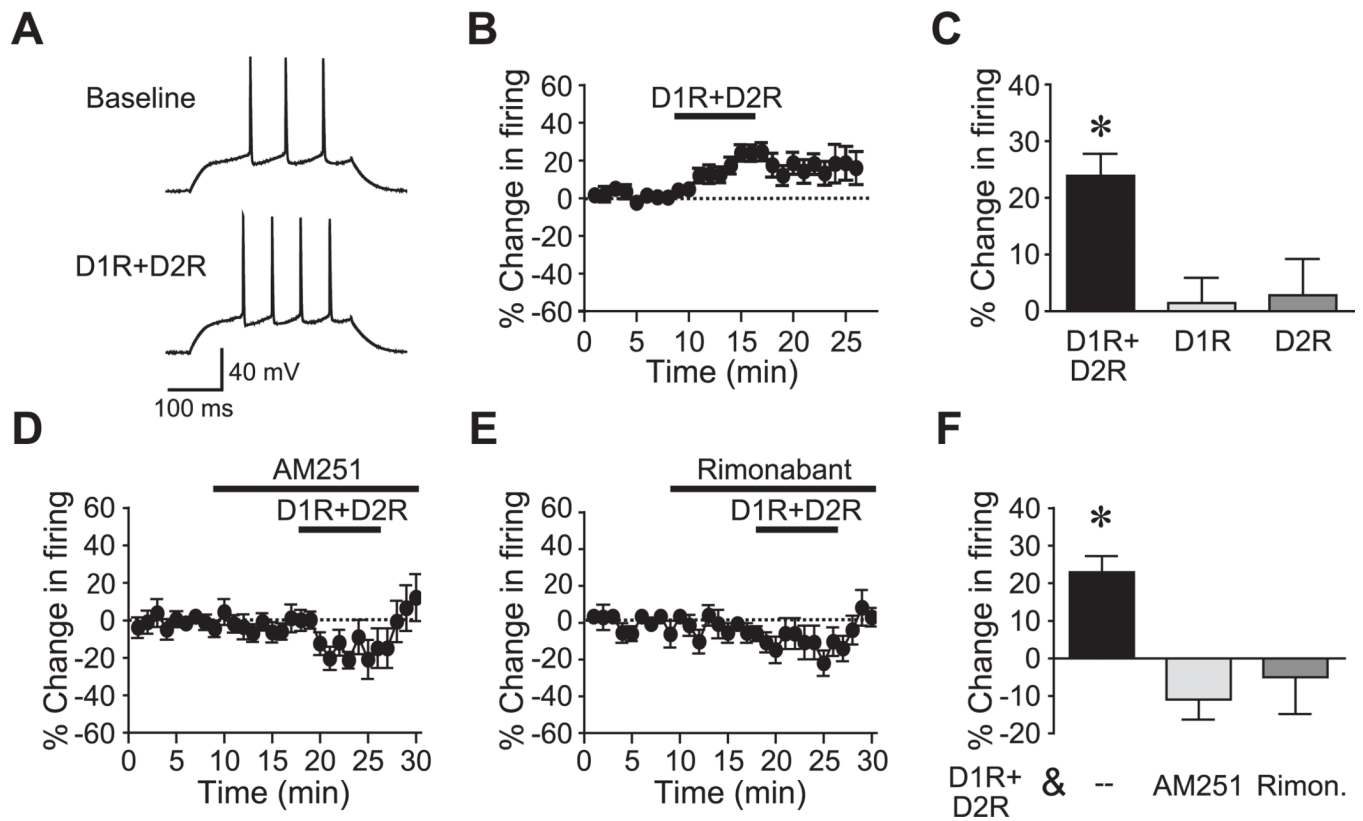 A
Baseline
D1R+D2R
40 mV
100 ms
B
% Change in firing
60
40
20
0
-20
-40
-60
D1R+D2R
0 5 10 15 20 25
Time (min)
C
% Change in firing
40
30
20
10
0
*
D1R+
D2R
D1R
D2R
D
% Change in firing
AM251
D1R+D2R
60
40
20
0
-20
-40
-60
0 5 10 15 20 25 30
Time (min)
E
% Change in firing
Rimonabant
D1R+D2R
60
40
20
0
-20
-40
-60
0 5 10 15 20 25 30
Time (min)
F
% Change in firing
40
30
20
10
0
-10
-20
*
D1R+
D2R
& -- AM251 Rimon.